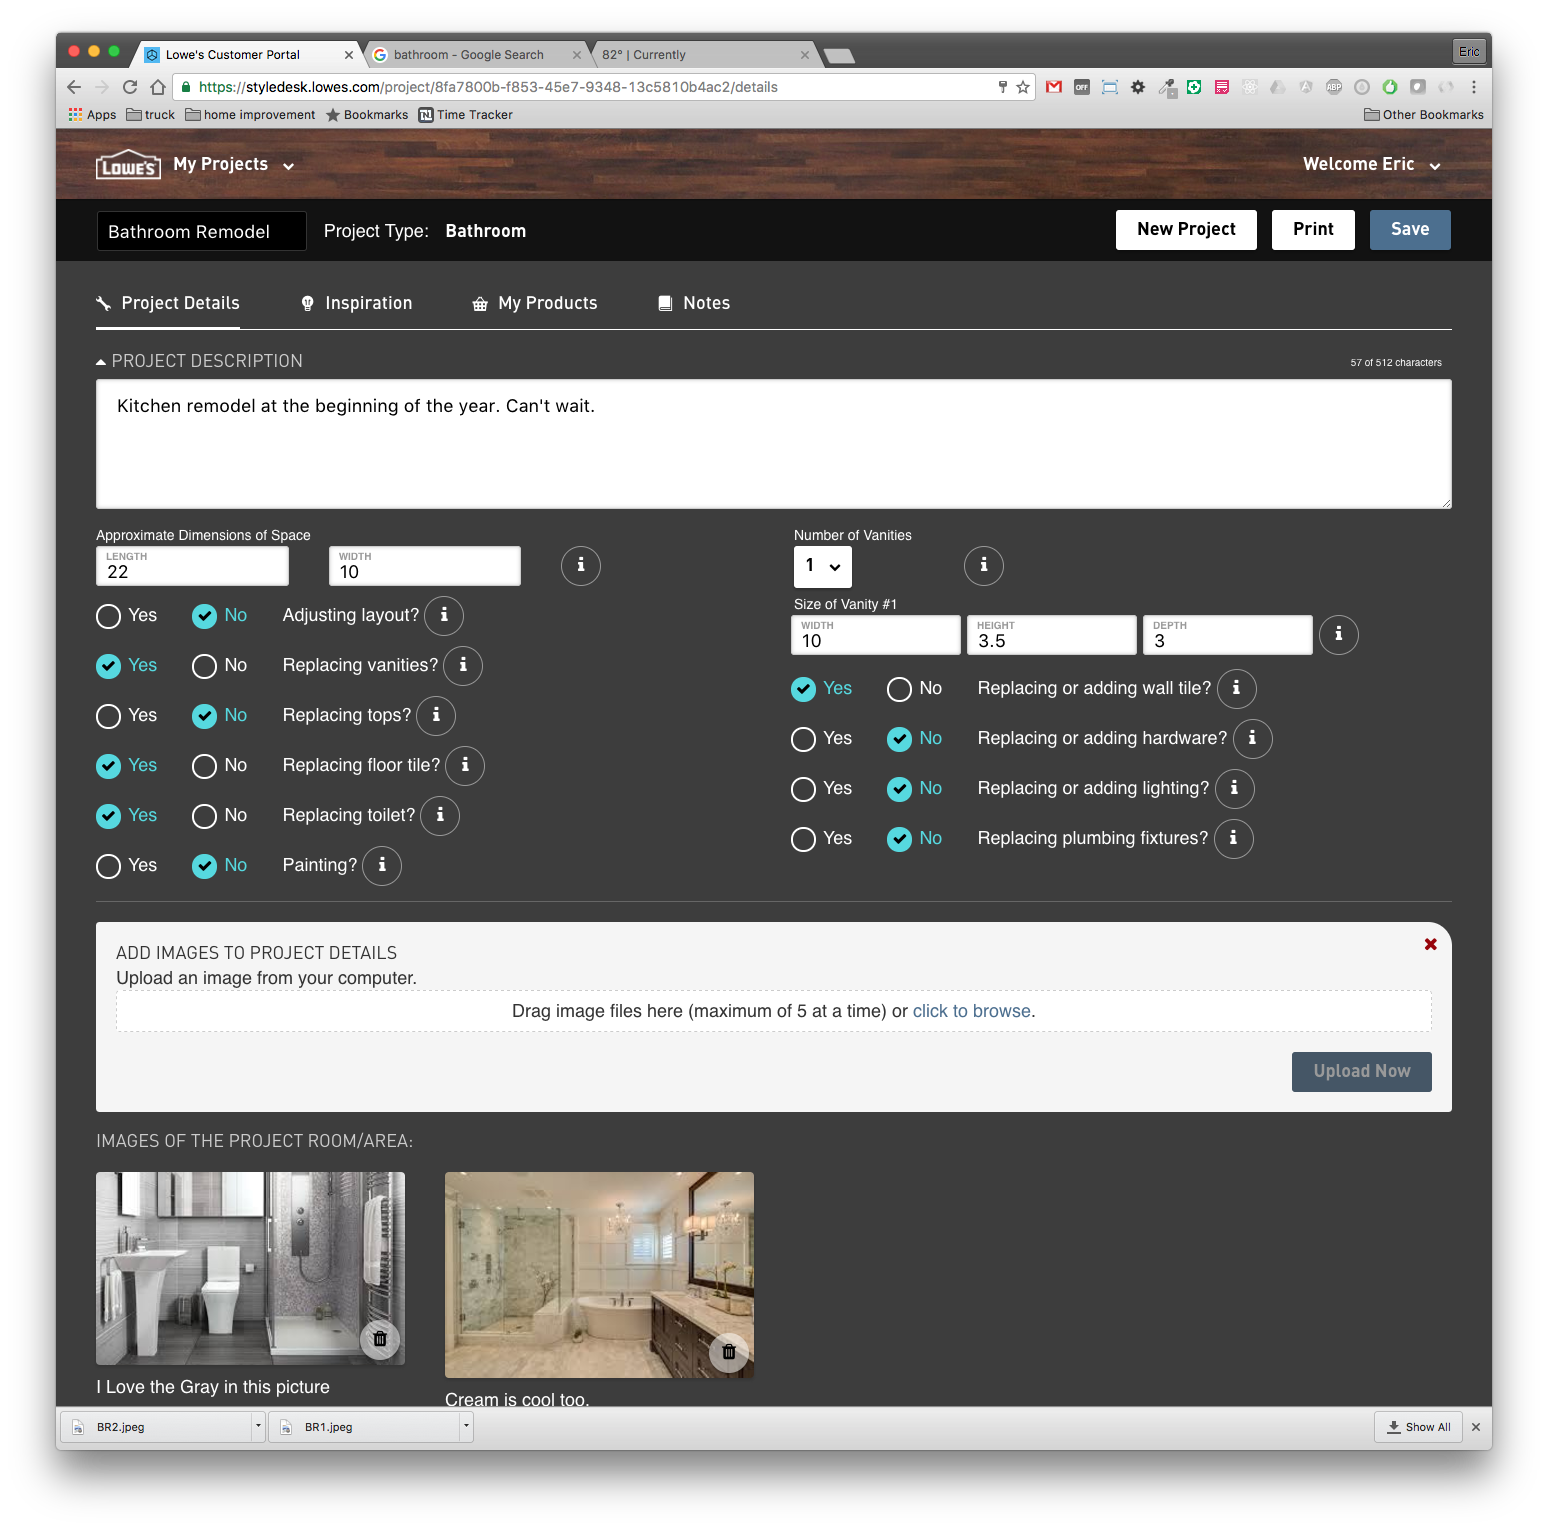 Lowe's Customer Portal
bathroom - Google Search
82° | Currently
Eric
https://styledesk.lowes.com/project/8fa7800b-f853-45e7-9348-13c5810b4ac2/details
OFF
ABP
Apps
truck
home improvement
Bookmarks
Time Tracker
Other Bookmarks
LOWE'S
My Projects
Welcome Eric
Bathroom Remodel
Project Type: Bathroom
New Project
Print
Save
Project Details
Inspiration
My Products
Notes
PROJECT DESCRIPTION
57 of 512 characters
Kitchen remodel at the beginning of the year. Can't wait.
Approximate Dimensions of Space
LENGTH
22
WIDTH
10
Yes No Adjusting layout?
Yes No Replacing vanities?
Yes No Replacing tops?
Yes No Replacing floor tile?
Yes No Replacing toilet?
Yes No Painting?
Number of Vanities
1
Size of Vanity #1
WIDTH
10
HEIGHT
3.5
DEPTH
3
Yes No Replacing or adding wall tile?
Yes No Replacing or adding hardware?
Yes No Replacing or adding lighting?
Yes No Replacing plumbing fixtures?
ADD IMAGES TO PROJECT DETAILS
Upload an image from your computer.
Drag image files here (maximum of 5 at a time) or click to browse.
Upload Now
IMAGES OF THE PROJECT ROOM/AREA:
I Love the Gray in this picture
Cream is cool too.
BR2.jpeg
BR1.jpeg
Show All